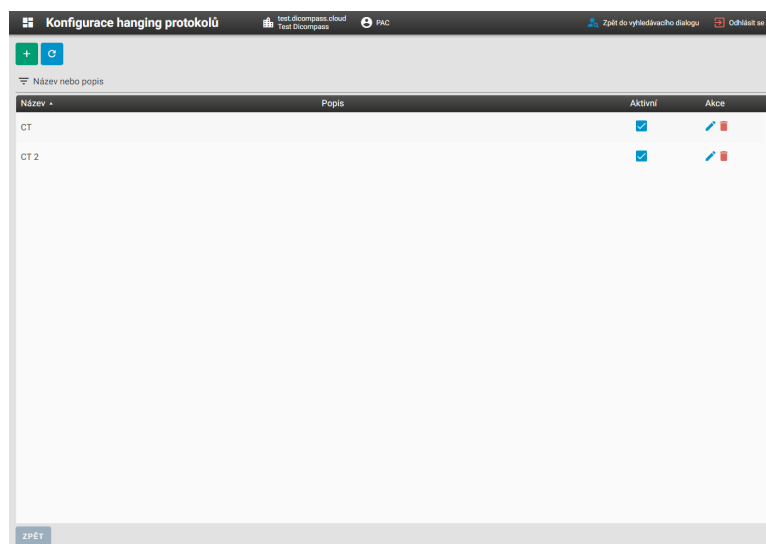 Konfigurace hanging protokolů
test.dicompass.cloud
Test Dicompass
PAC
Zpět do vyhledávacího dialogu
Odhlásit se
Název nebo popis
Název Popis Aktivní Akce
CT
CT 2
ZPĚT